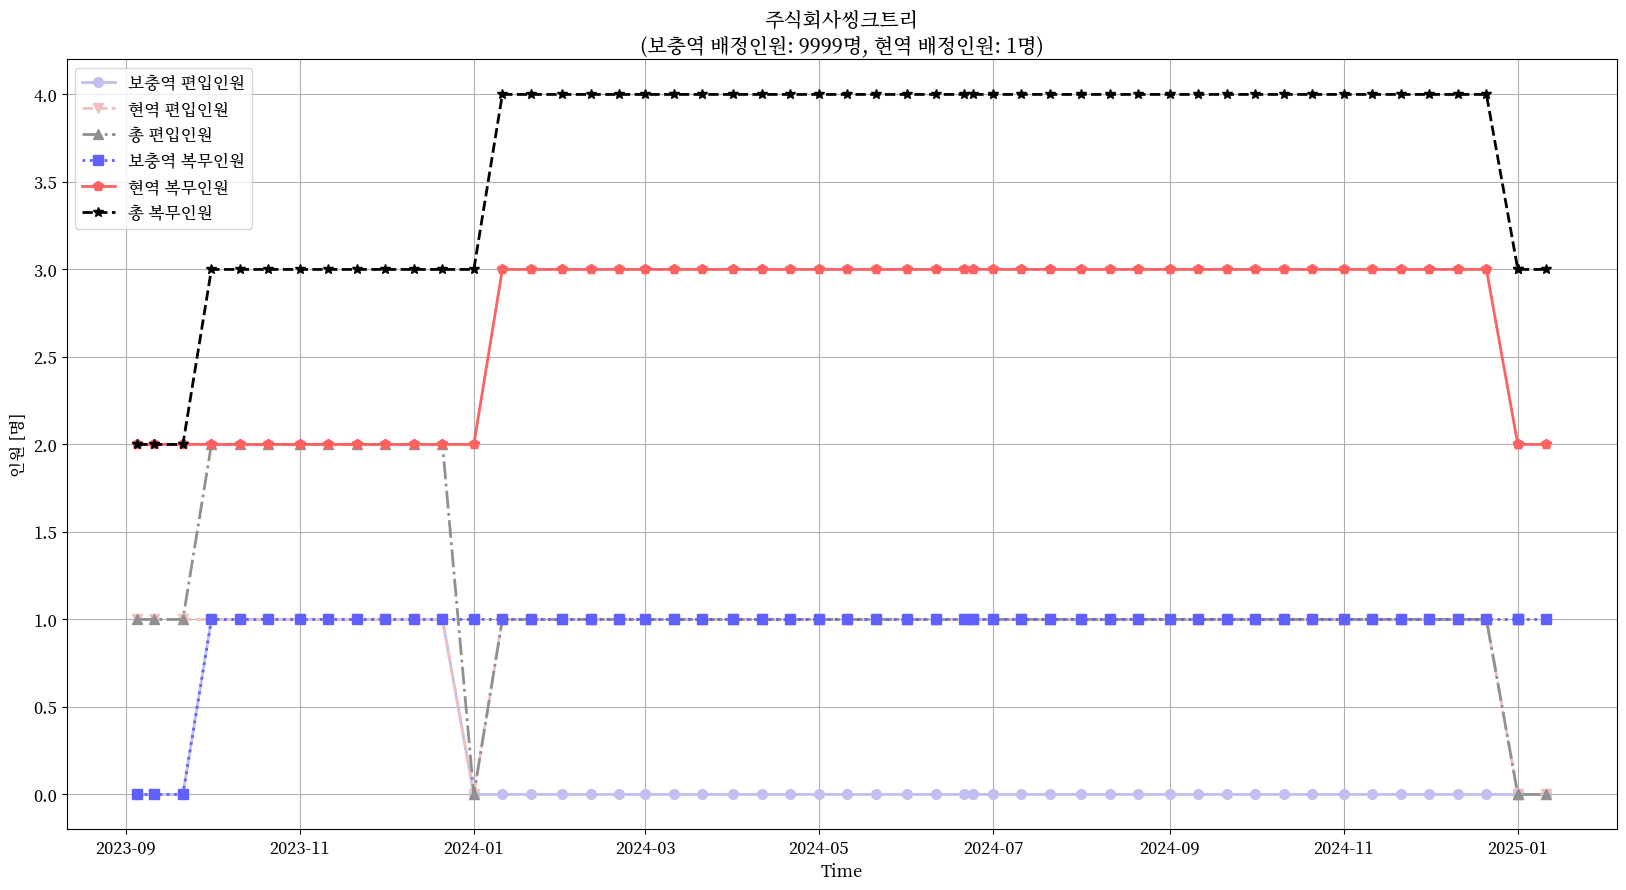 주식회사씽크트리
(보충역 배정인원: 9999명, 현역 배정인원: 1명)
보충역 편입인원
현역 편입인원
총 편입인원
보충역 복무인원
현역 복무인원
총 복무인원
4.0
3.5
3.0
2.5
2.0
1.5
1.0
0.5
0.0
인원 [명]
2023-09 2023-11 2024-01 2024-03 2024-05 2024-07 2024-09 2024-11 2025-01
Time